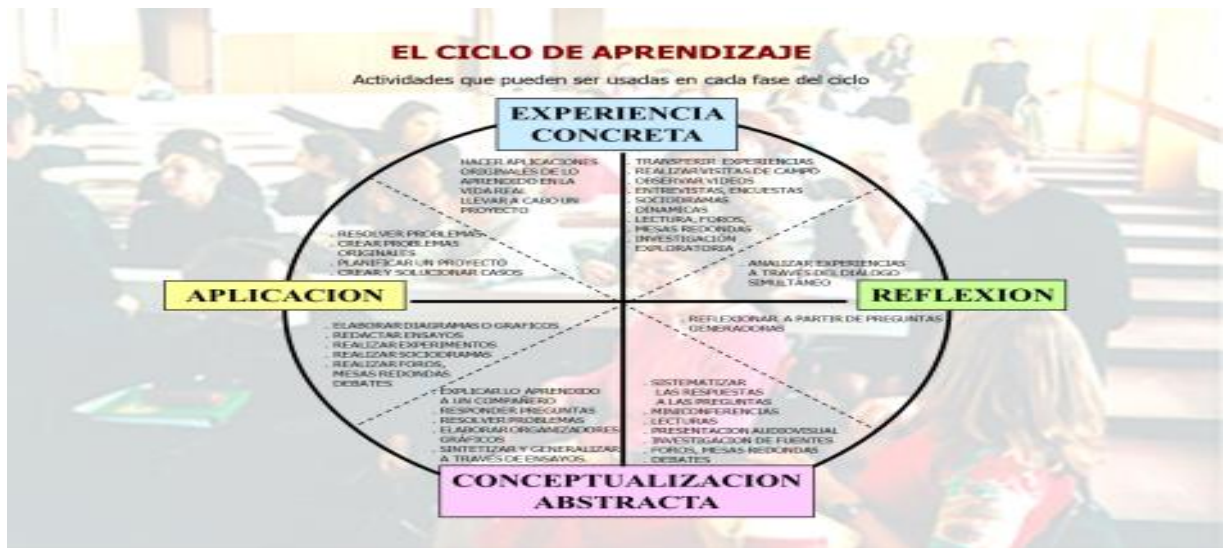 EL CICLO DE APRENDIZAJE
Actividades que pueden ser usadas en cada fase del ciclo
EXPERIENCIA
CONCRETA
HACER APLICACIONES
ORIGINALES DE LO
APRENDIDO EN LA
VIDA REAL
LLEVAR A CABO UN
PROYECTO
. TRANSFERIR EXPERIENCIAS
. REALIZAR VISITAS DE CAMPO
. OBSERVAR VIDEOS
. ENTREVISTAS, ENCUESTAS
. SOCIODRAMAS
. DINAMICAS
. LECTURA, FOROS,
MESAS REDONDAS
. INVESTIGACIÓN
EXPLORATORIA
. RESOLVER PROBLEMAS
. CREAR PROBLEMAS
ORIGINALES
. PLANIFICAR UN PROYECTO
. CREAR Y SOLUCIONAR CASOS
. ANALIZAR EXPERIENCIAS
A TRAVÉS DEL DIÁLOGO
SIMULTÁNEO
APLICACION
REFLEXION
. ELABORAR DIAGRAMAS O GRAFICOS
. REDACTAR ENSAYOS
. REALIZAR EXPERIMENTOS
. REALIZAR SOCIODRAMAS
. REALIZAR FOROS,
MESAS REDONDAS
DEBATES
. REFLEXIONAR A PARTIR DE PREGUNTAS
GENERADORAS
. EXPLICAR LO APRENDIDO
A UN COMPAÑERO
. RESPONDER PREGUNTAS
. RESOLVER PROBLEMAS
. ELABORAR ORGANIZADORES
GRÁFICOS
. SINTETIZAR Y GENERALIZAR
A TRAVÉS DE ENSAYOS.
. SISTEMATIZAR
LAS RESPUESTAS
A LAS PREGUNTAS
. MINICONFERENCIAS
. LECTURAS
. PRESENTACION AUDIOVISUAL
. INVESTIGACION DE FUENTES
. FOROS, MESAS REDONDAS
. DEBATES
CONCEPTUALIZACION
ABSTRACTA